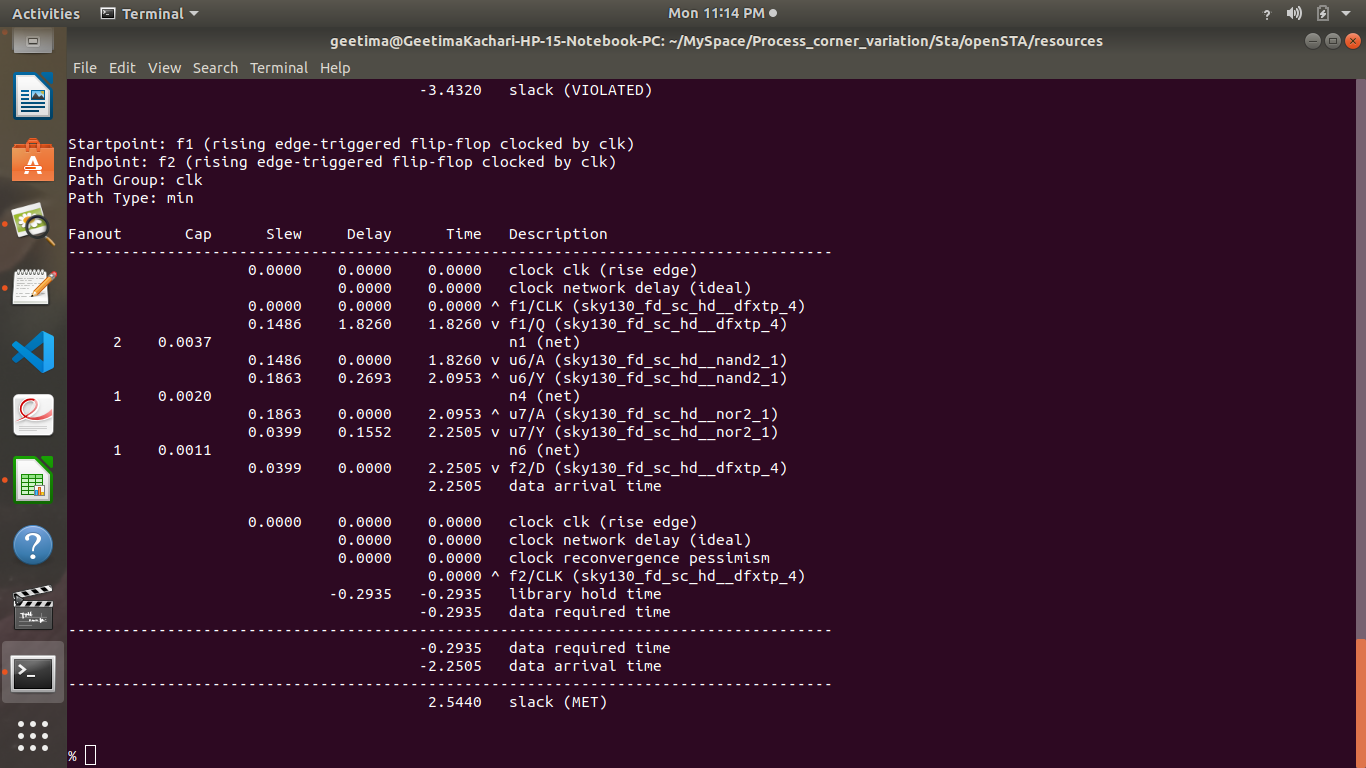 Activities Terminal Mon 11:14 PM ?
geetima@GeetimaKachari-HP-15-Notebook-PC: ~/MySpace/Process_corner_variation/Sta/openSTA/resources
File Edit View Search Terminal Help
-3.4320 slack (VIOLATED)
Startpoint: f1 (rising edge-triggered flip-flop clocked by clk)
Endpoint: f2 (rising edge-triggered flip-flop clocked by clk)
Path Group: clk
Path Type: min
Fanout Cap Slew Delay Time Description
-------------------------------------------------------------------------------------
0.0000 0.0000 0.0000 clock clk (rise edge)
0.0000 0.0000 clock network delay (ideal)
0.0000 0.0000 0.0000 ^ f1/CLK (sky130_fd_sc_hd__dfxtp_4)
0.1486 1.8260 1.8260 v f1/Q (sky130_fd_sc_hd__dfxtp_4)
2 0.0037 n1 (net)
0.1486 0.0000 1.8260 v u6/A (sky130_fd_sc_hd__nand2_1)
0.1863 0.2693 2.0953 ^ u6/Y (sky130_fd_sc_hd__nand2_1)
1 0.0020 n4 (net)
0.1863 0.0000 2.0953 ^ u7/A (sky130_fd_sc_hd__nor2_1)
0.0399 0.1552 2.2505 v u7/Y (sky130_fd_sc_hd__nor2_1)
1 0.0011 n6 (net)
0.0399 0.0000 2.2505 v f2/D (sky130_fd_sc_hd__dfxtp_4)
2.2505 data arrival time
0.0000 0.0000 0.0000 clock clk (rise edge)
0.0000 0.0000 clock network delay (ideal)
0.0000 0.0000 clock reconvergence pessimism
0.0000 ^ f2/CLK (sky130_fd_sc_hd__dfxtp_4)
-0.2935 -0.2935 library hold time
-0.2935 data required time
-------------------------------------------------------------------------------------
-0.2935 data required time
-2.2505 data arrival time
-------------------------------------------------------------------------------------
2.5440 slack (MET)
%